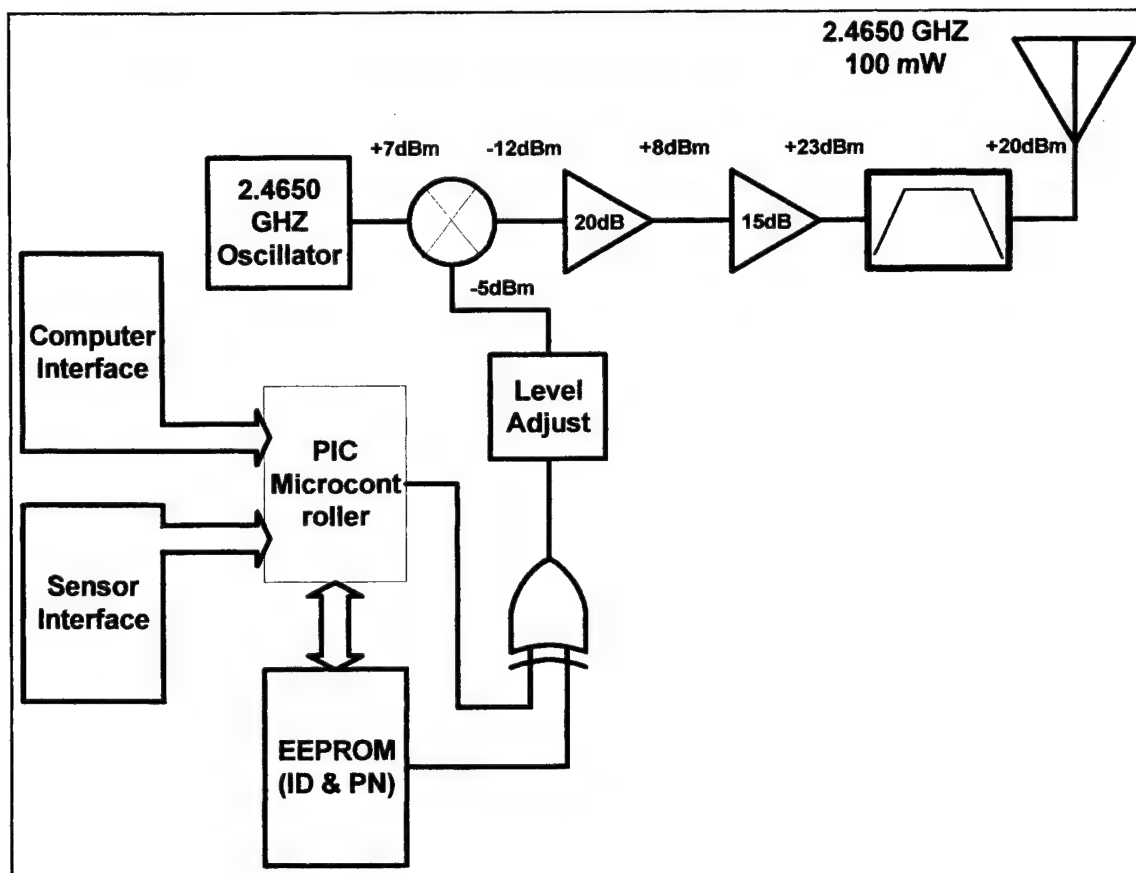 2.4650 GHZ
100 mW
+7dBm
-12dBm
+8dBm
+23dBm
+20dBm
2.4650
GHZ
Oscillator
20dB
15dB
-5dBm
Computer
Interface
Level
Adjust
PIC
Microcont
roller
Sensor
Interface
EEPROM
(ID & PN)